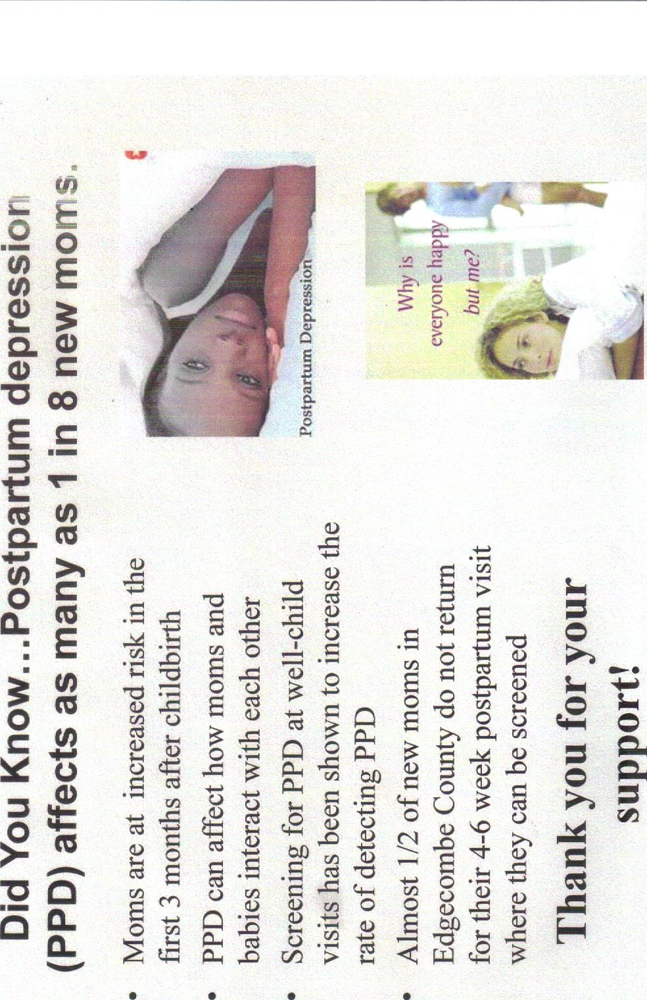 Did You Know...Postpartum depression
(PPD) affects as many as 1 in 8 new moms.
• Moms are at increased risk in the
first 3 months after childbirth
• PPD can affect how moms and
babies interact with each other
• Screening for PPD at well-child
visits has been shown to increase the
rate of detecting PPD
• Almost 1/2 of new moms in
Edgecombe County do not return
for their 4-6 week postpartum visit
where they can be screened
Thank you for your
support!
Postpartum Depression
Why is
everyone happy
but me?